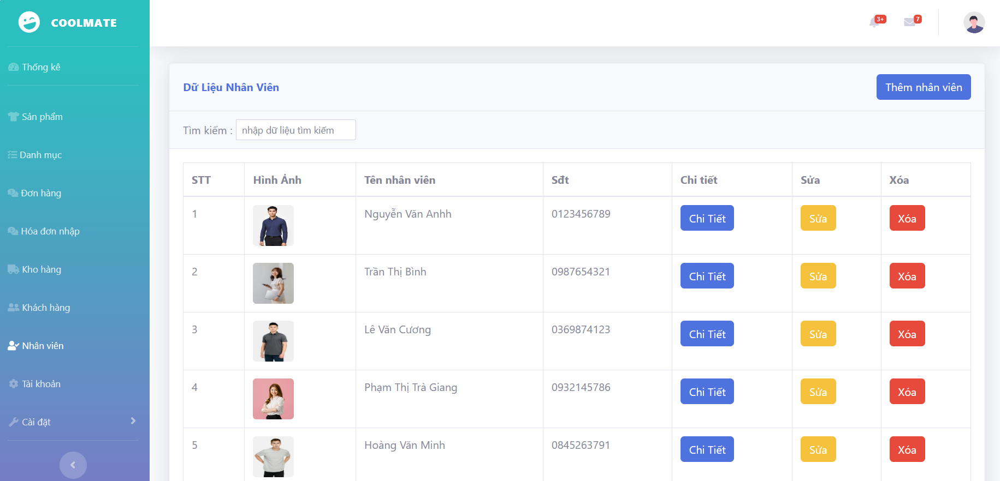 COOLMATE
3+
7
Thống kê
Sản phẩm
Danh mục
Đơn hàng
Hóa đơn nhập
Kho hàng
Khách hàng
Nhân viên
Tài khoản
Cài đặt
Dữ Liệu Nhân Viên
Thêm nhân viên
Tìm kiếm : nhập dữ liệu tìm kiếm
STT Hình Ảnh Tên nhân viên Sđt Chi tiết Sửa Xóa
1 Nguyễn Văn Anhh 0123456789 Chi Tiết Sửa Xóa
2 Trần Thị Bình 0987654321 Chi Tiết Sửa Xóa
3 Lê Văn Cương 0369874123 Chi Tiết Sửa Xóa
4 Phạm Thị Trà Giang 0932145786 Chi Tiết Sửa Xóa
5 Hoàng Văn Minh 0845263791 Chi Tiết Sửa Xóa